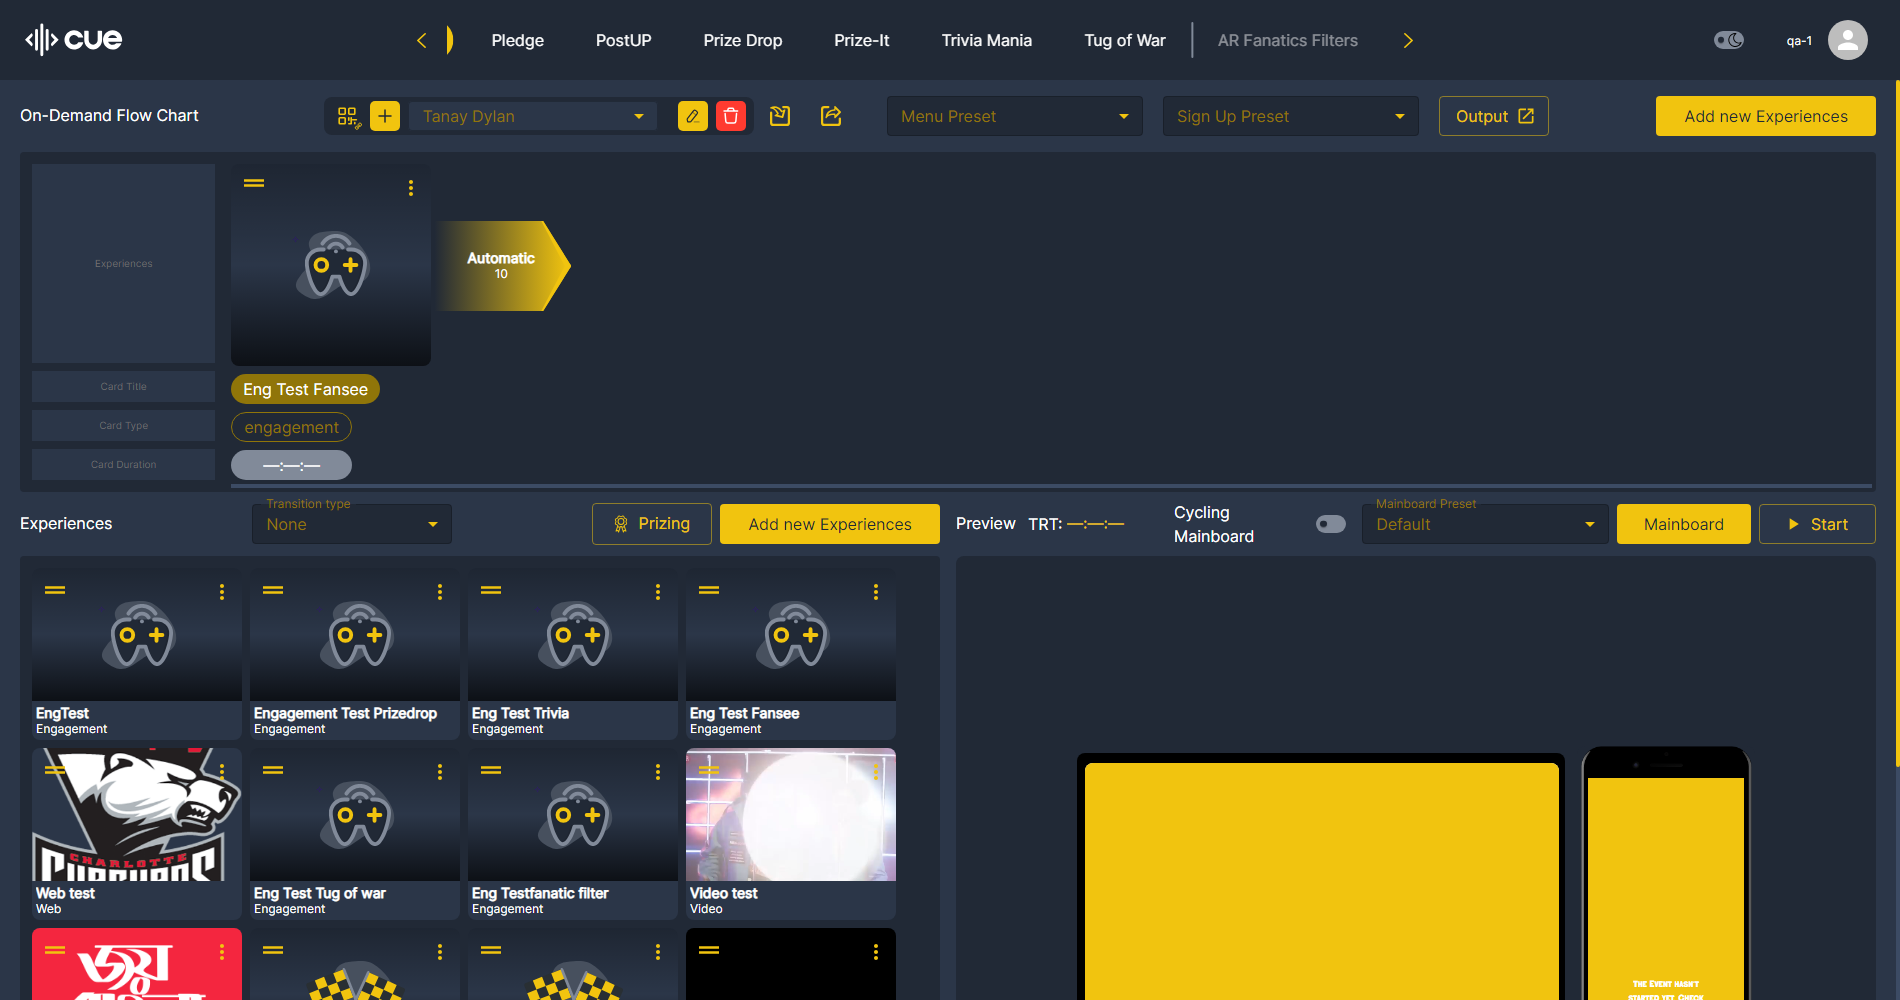 cue
Pledge
PostUP
Prize Drop
Prize-It
Trivia Mania
Tug of War
AR Fanatics Filters
qa-1
On-Demand Flow Chart
Tanay Dylan
Menu Preset
Sign Up Preset
Output
Add new Experiences
Experiences
Automatic
10
Card Title
Eng Test Fansee
Card Type
engagement
Card Duration
—:—:—
Experiences
Transition type
None
Prizing
Add new Experiences
Preview
TRT: —:—:—
Cycling
Mainboard
Mainboard Preset
Default
Mainboard
Start
EngTest
Engagement
Engagement Test Prizedrop
Engagement
Eng Test Trivia
Engagement
Eng Test Fansee
Engagement
CHARLOTTE
Web test
Web
Eng Test Tug of war
Engagement
Eng Testfanatic filter
Engagement
Video test
Video
জয়
The Event hasn't
started yet. Check